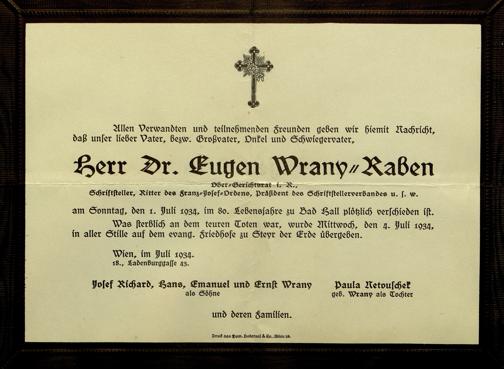 Allen Verwandten und teilnehmenden Freunden geben wir hiemit Nachricht,
daß unser lieber Vater, bezw. Großvater, Onkel und Schwiegervater,
Herr Dr. Eugen Wrany=Raben
Ober-Gerichtsrat i. R.,
Schriftsteller, Ritter des Franz-Josef-Ordens, Präsident des Schriftstellerverbandes u. s. w.
am Sonntag, den 1. Juli 1934, im 80. Lebensjahre zu Bad Hall plötzlich verschieden ist.
Was sterblich an dem teuren Toten war, wurde Mittwoch, den 4. Juli 1934,
in aller Stille auf dem evang. Friedhofe zu Steyr der Erde übergeben.
Wien, im Juli 1934.
18., Ladenburggasse 45.
Josef Richard, Hans, Emanuel und Ernst Wrany
als Söhne
Paula Netouschek
geb. Wrany als Tochter
und deren Familien.
Druck von & Co., Wien